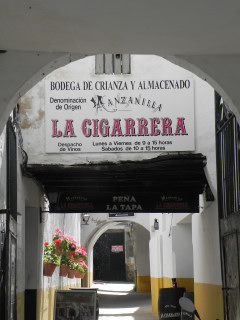 BODEGA DE CRIANZA Y ALMACENADO
Denominación de Origen MANZANILLA
LA CIGARRERA
Despacho de Vinos
Lunes a Viernes de 9 a 15 horas
Sabados de 10 a 15 horas
PEÑA
LA TAPA